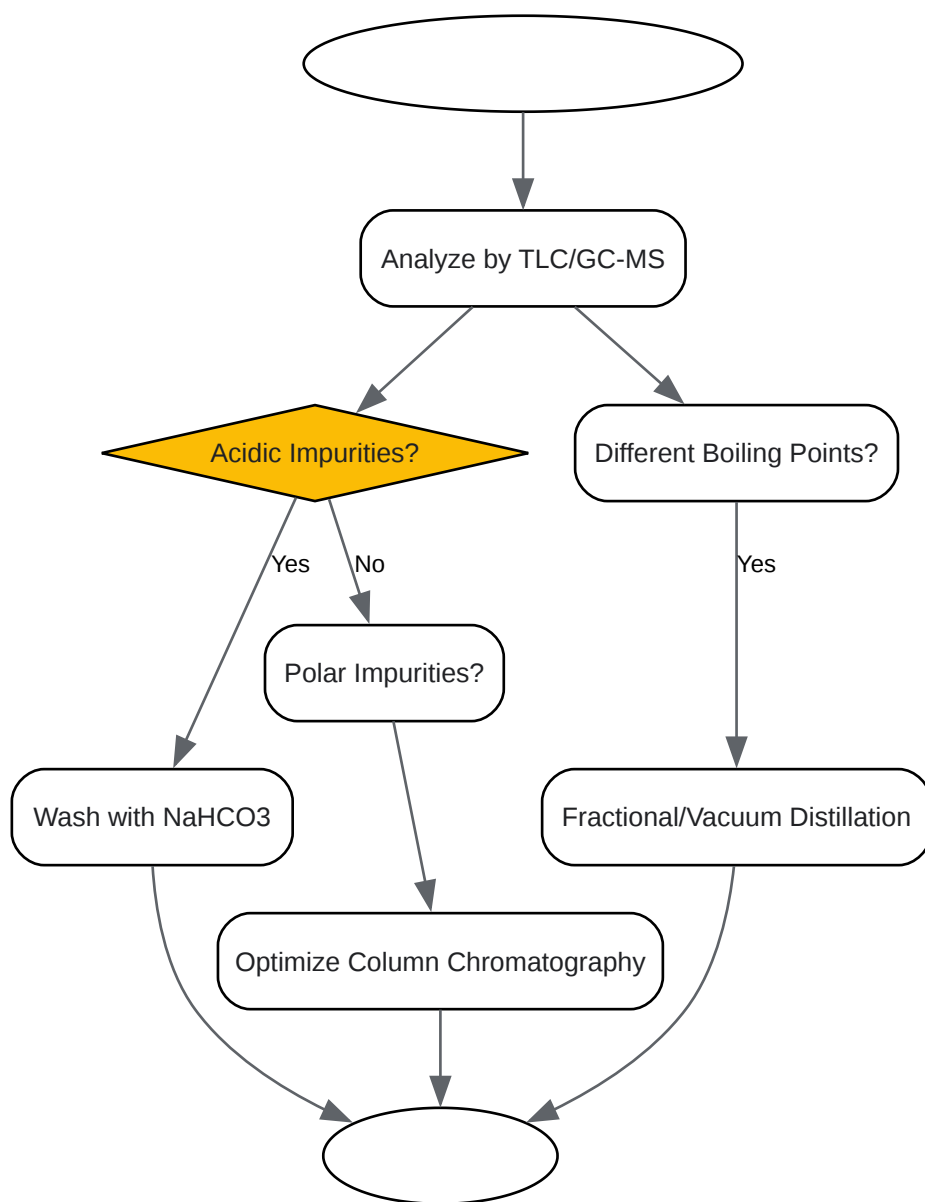 Analyze by TLC/GC-MS
Acidic Impurities?
Different Boiling Points?
Yes
No
Yes
Polar Impurities?
Wash with NaHCO3
Fractional/Vacuum Distillation
Optimize Column Chromatography